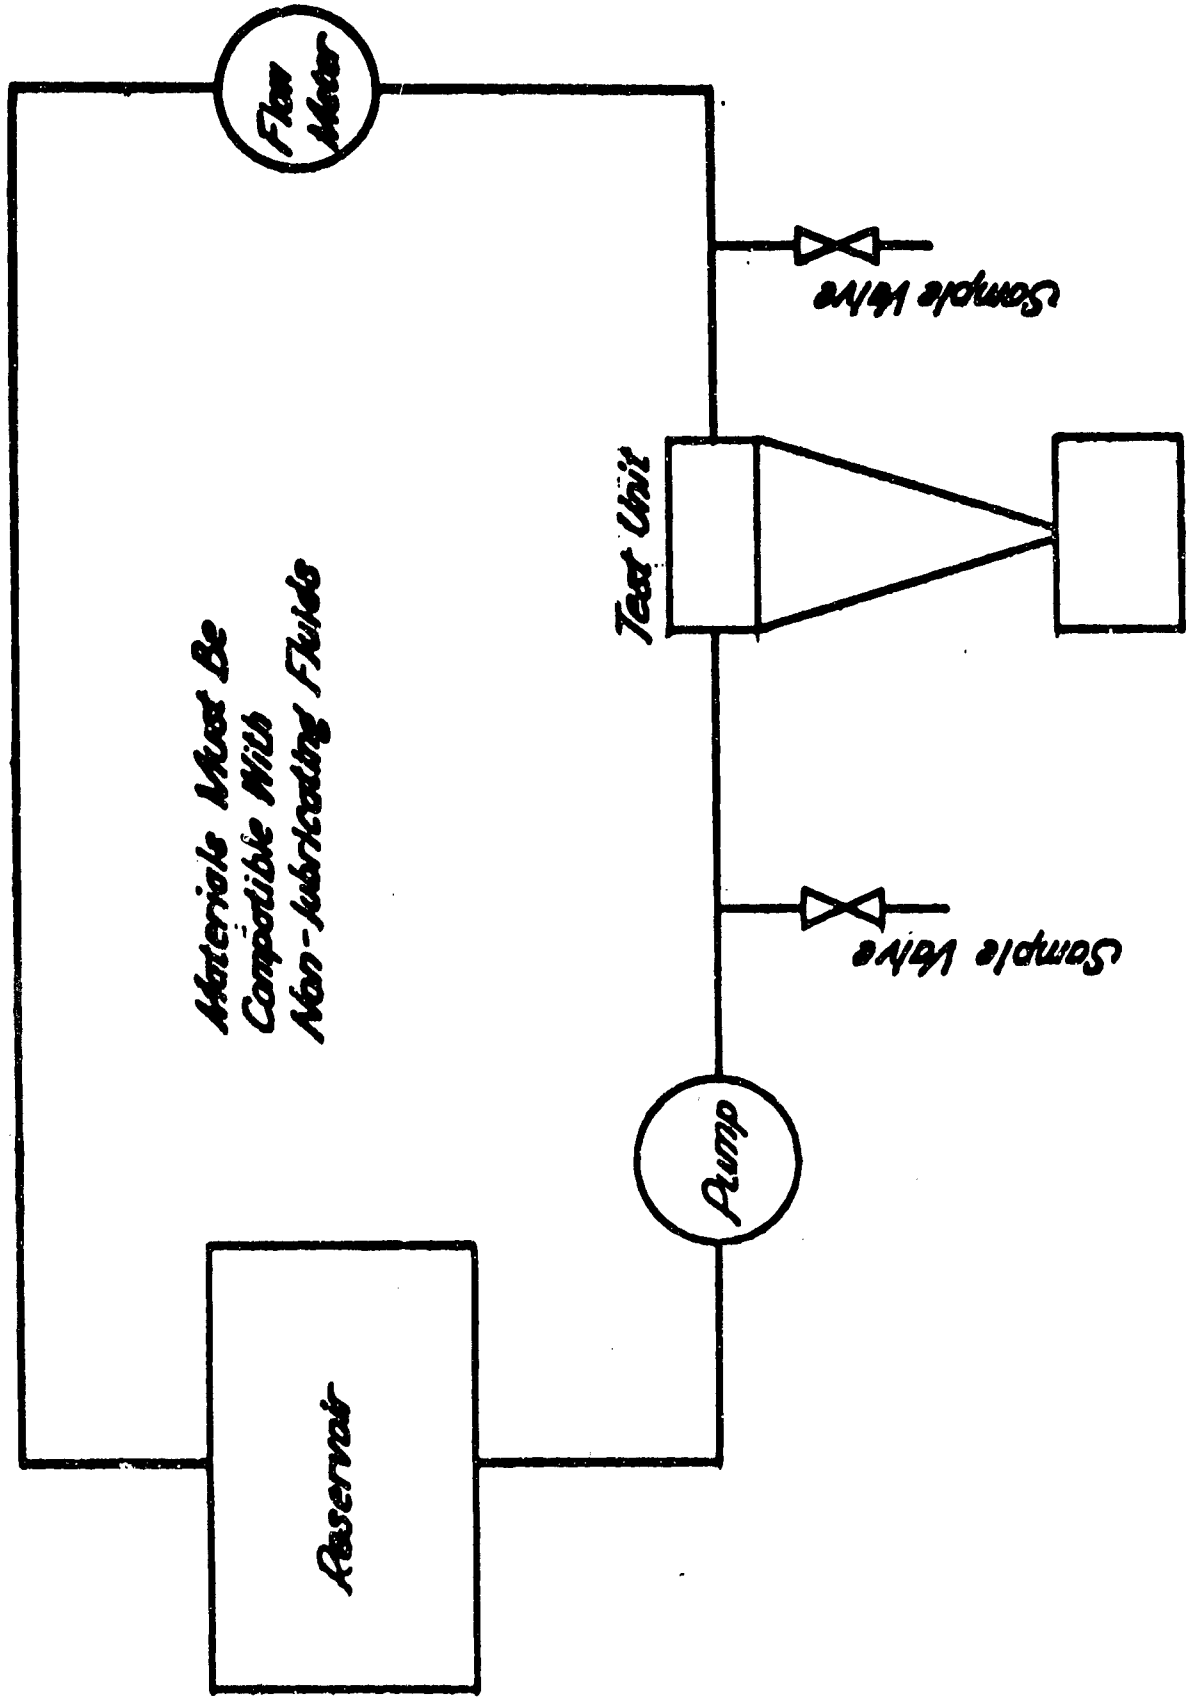 Materials Must Be
Compatible With
Non-lubricating Fluids
Flow
Meter
Reservoir
Test Unit
Pump
Sample Valve
Sample Valve